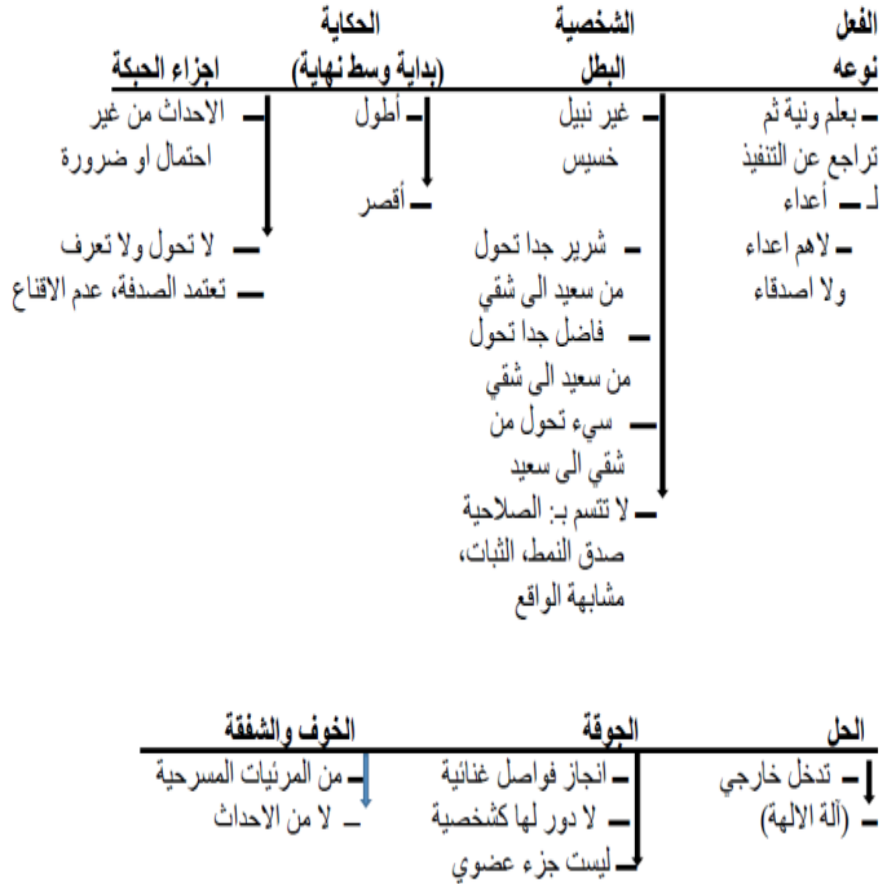 الفعل
نوعه
ـ بعلم ونية ثم
تراجع عن التنفيذ
لـ ـ أعداء
ـ لاهم اعداء
ولا اصدقاء
الشخصية
البطل
ـ غير نبيل
خسيس
ـ شرير جدا تحول
من سعيد الى شقي
ـ فاضل جدا تحول
من سعيد الى شقي
ـ سيء تحول من
شقي الى سعيد
ـ لا تتسم بـ: الصلاحية
صدق النمط، الثبات،
مشابهة الواقع
الحكاية
(بداية وسط نهاية)
ـ أطول
ـ أقصر
اجزاء الحبكة
ـ الاحداث من غير
احتمال او ضرورة
ـ لا تحول ولا تعرف
ـ تعتمد الصدفة، عدم الاقناع
الحل
ـ تدخل خارجي
ـ (آلة الالهة)
الجوقة
ـ انجاز فواصل غنائية
ـ لا دور لها كشخصية
ـ ليست جزء عضوي
الخوف والشفقة
ـ من المرئيات المسرحية
ـ لا من الاحداث